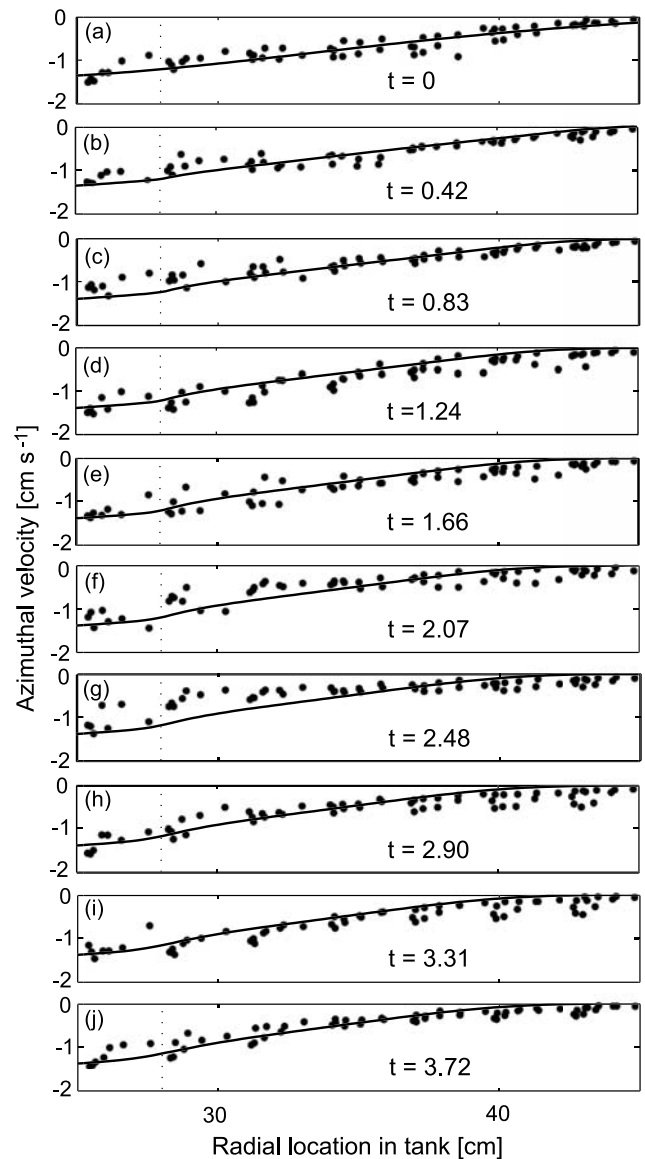 (a)
0
-1
-2
t = 0
(b)
0
-1
-2
t = 0.42
(c)
0
-1
-2
t = 0.83
(d)
0
-1
-2
t =1.24
(e)
0
-1
-2
t = 1.66
(f)
0
-1
-2
t = 2.07
(g)
0
-1
-2
t = 2.48
(h)
0
-1
-2
t = 2.90
(i)
0
-1
-2
t = 3.31
(j)
0
-1
-2
t = 3.72
30
40
Azimuthal velocity [cm s⁻¹]
Radial location in tank [cm]